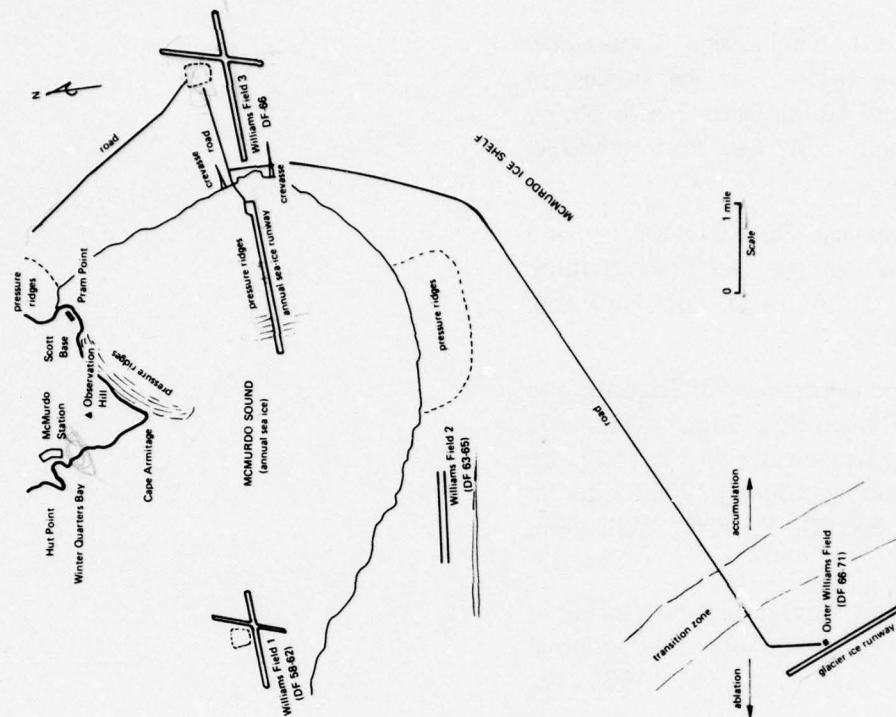 N
road
pressure
ridges
Pram Point
Scott
Base
Observation
Hill
McMurdo
Station
pressure ridges
Hut Point
Winter Quarters Bay
Cape Armitage
crevasse
road
Williams Field 3
DF-66
crevasse
pressure ridges
annual sea ice runway
MCMURDO SOUND
(annual sea ice)
MCMURDO ICE SHELF
pressure ridges
Williams Field 1
(DF 58-62)
Williams Field 2
(DF 63-65)
road
0
1 mile
Scale
accumulation
transition zone
ablation
Outer Williams Field
(DF 66-71)
glacier ice runway